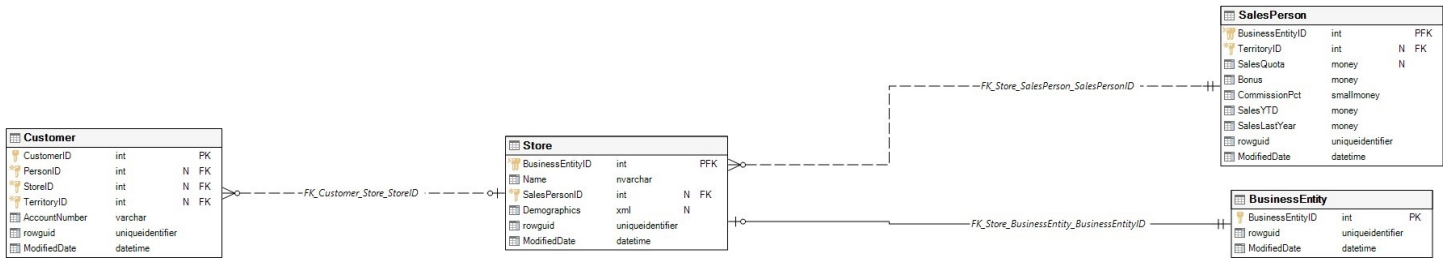 SalesPerson
BusinessEntityID int PFK
TerritoryID int N FK
SalesQuota money N
Bonus money
CommissionPct smallmoney
SalesYTD money
SalesLastYear money
rowguid uniqueidentifier
ModifiedDate datetime
FK_Store_SalesPerson_SalesPersonID
Customer
CustomerID int PK
PersonID int N FK
StoreID int N FK
TerritoryID int N FK
AccountNumber varchar
rowguid uniqueidentifier
ModifiedDate datetime
FK_Customer_Store_StoreID
Store
BusinessEntityID int PFK
Name nvarchar
SalesPersonID int N FK
Demographics xml N
rowguid uniqueidentifier
ModifiedDate datetime
FK_Store_BusinessEntity_BusinessEntityID
BusinessEntity
BusinessEntityID int PK
rowguid uniqueidentifier
ModifiedDate datetime